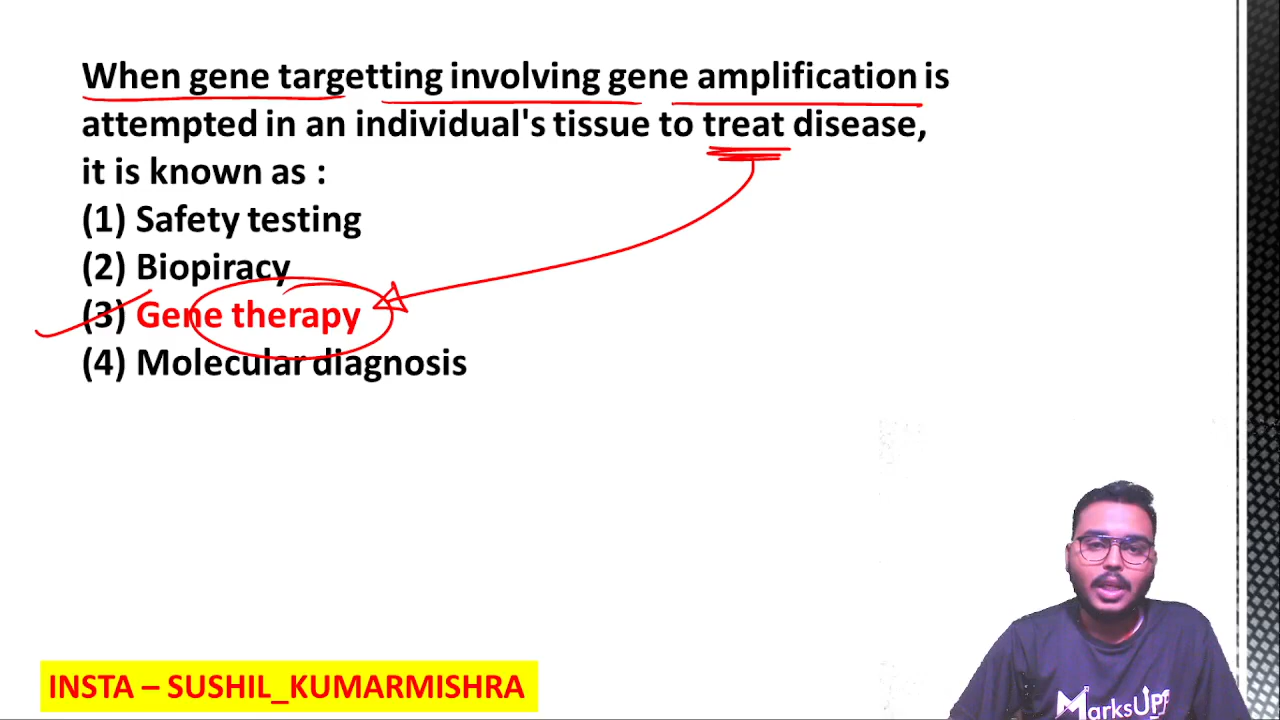 When gene targetting involving gene amplification is
attempted in an individual's tissue to treat disease,
it is known as :
(1) Safety testing
(2) Biopiracy
(3) Gene therapy
(4) Molecular diagnosis
INSTA – SUSHIL_KUMARMISHRA
MarksUP